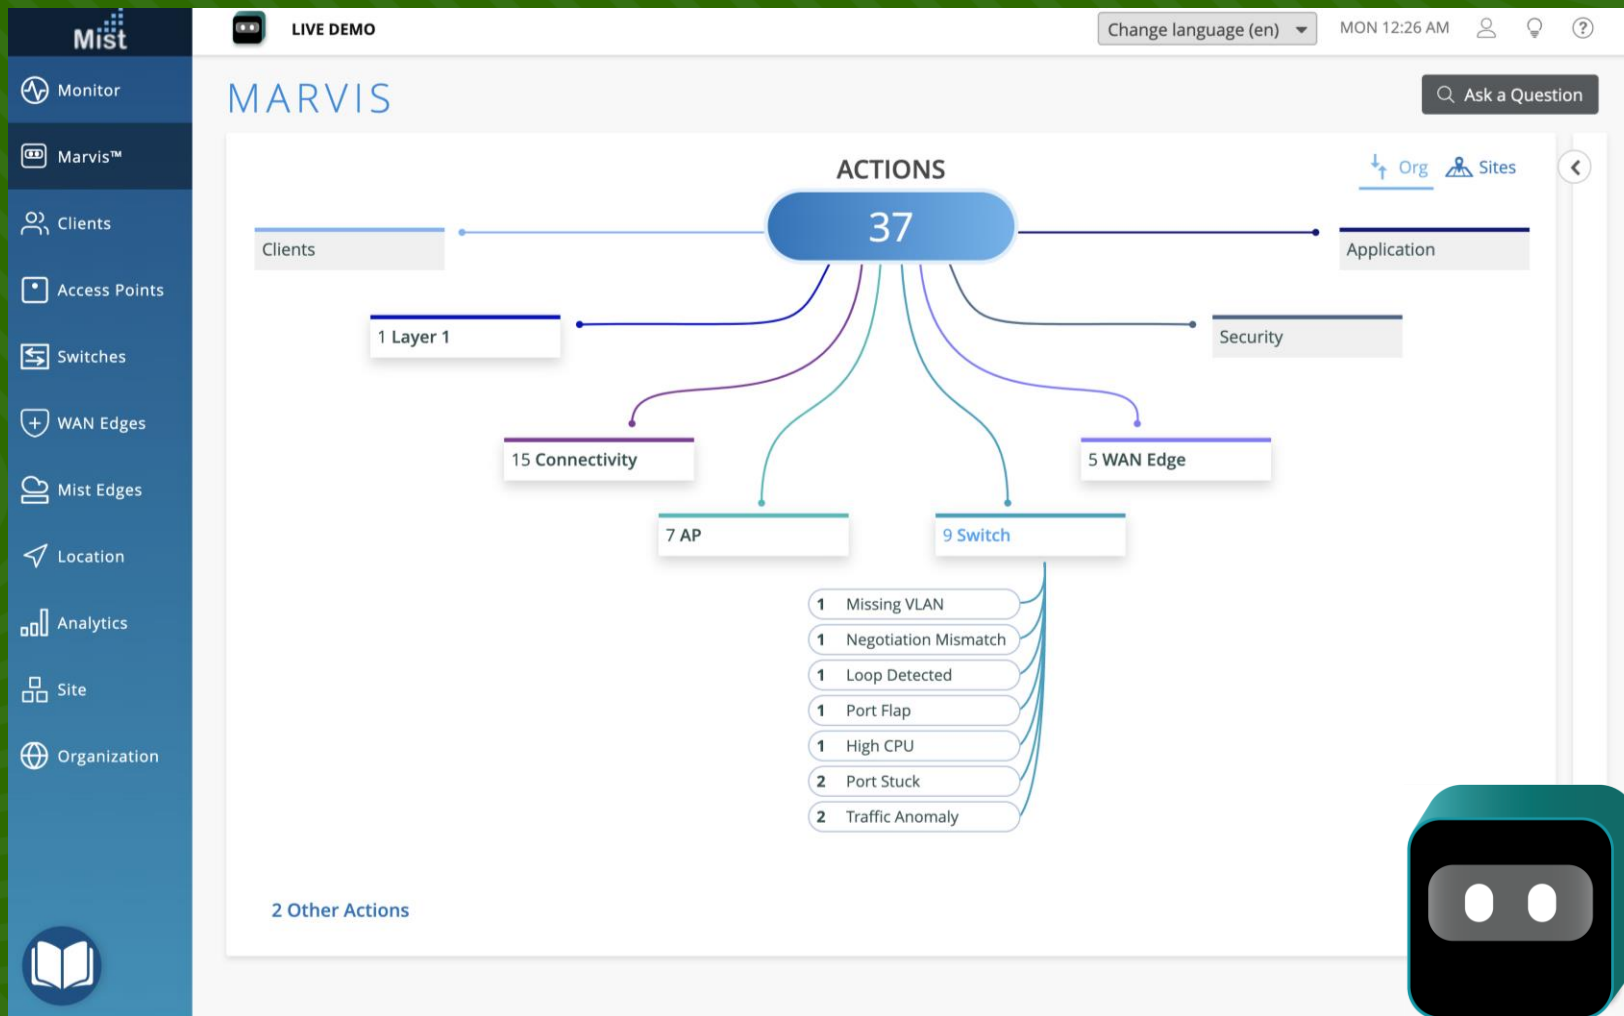 Mist
LIVE DEMO
Change language (en)
MON 12:26 AM
?
Monitor
Marvis™
Clients
Access Points
Switches
WAN Edges
Mist Edges
Location
Analytics
Site
Organization
MARVIS
Ask a Question
ACTIONS
Org
Sites
37
Clients
Application
1 Layer 1
Security
15 Connectivity
5 WAN Edge
7 AP
9 Switch
1 Missing VLAN
1 Negotiation Mismatch
1 Loop Detected
1 Port Flap
1 High CPU
2 Port Stuck
2 Traffic Anomaly
2 Other Actions